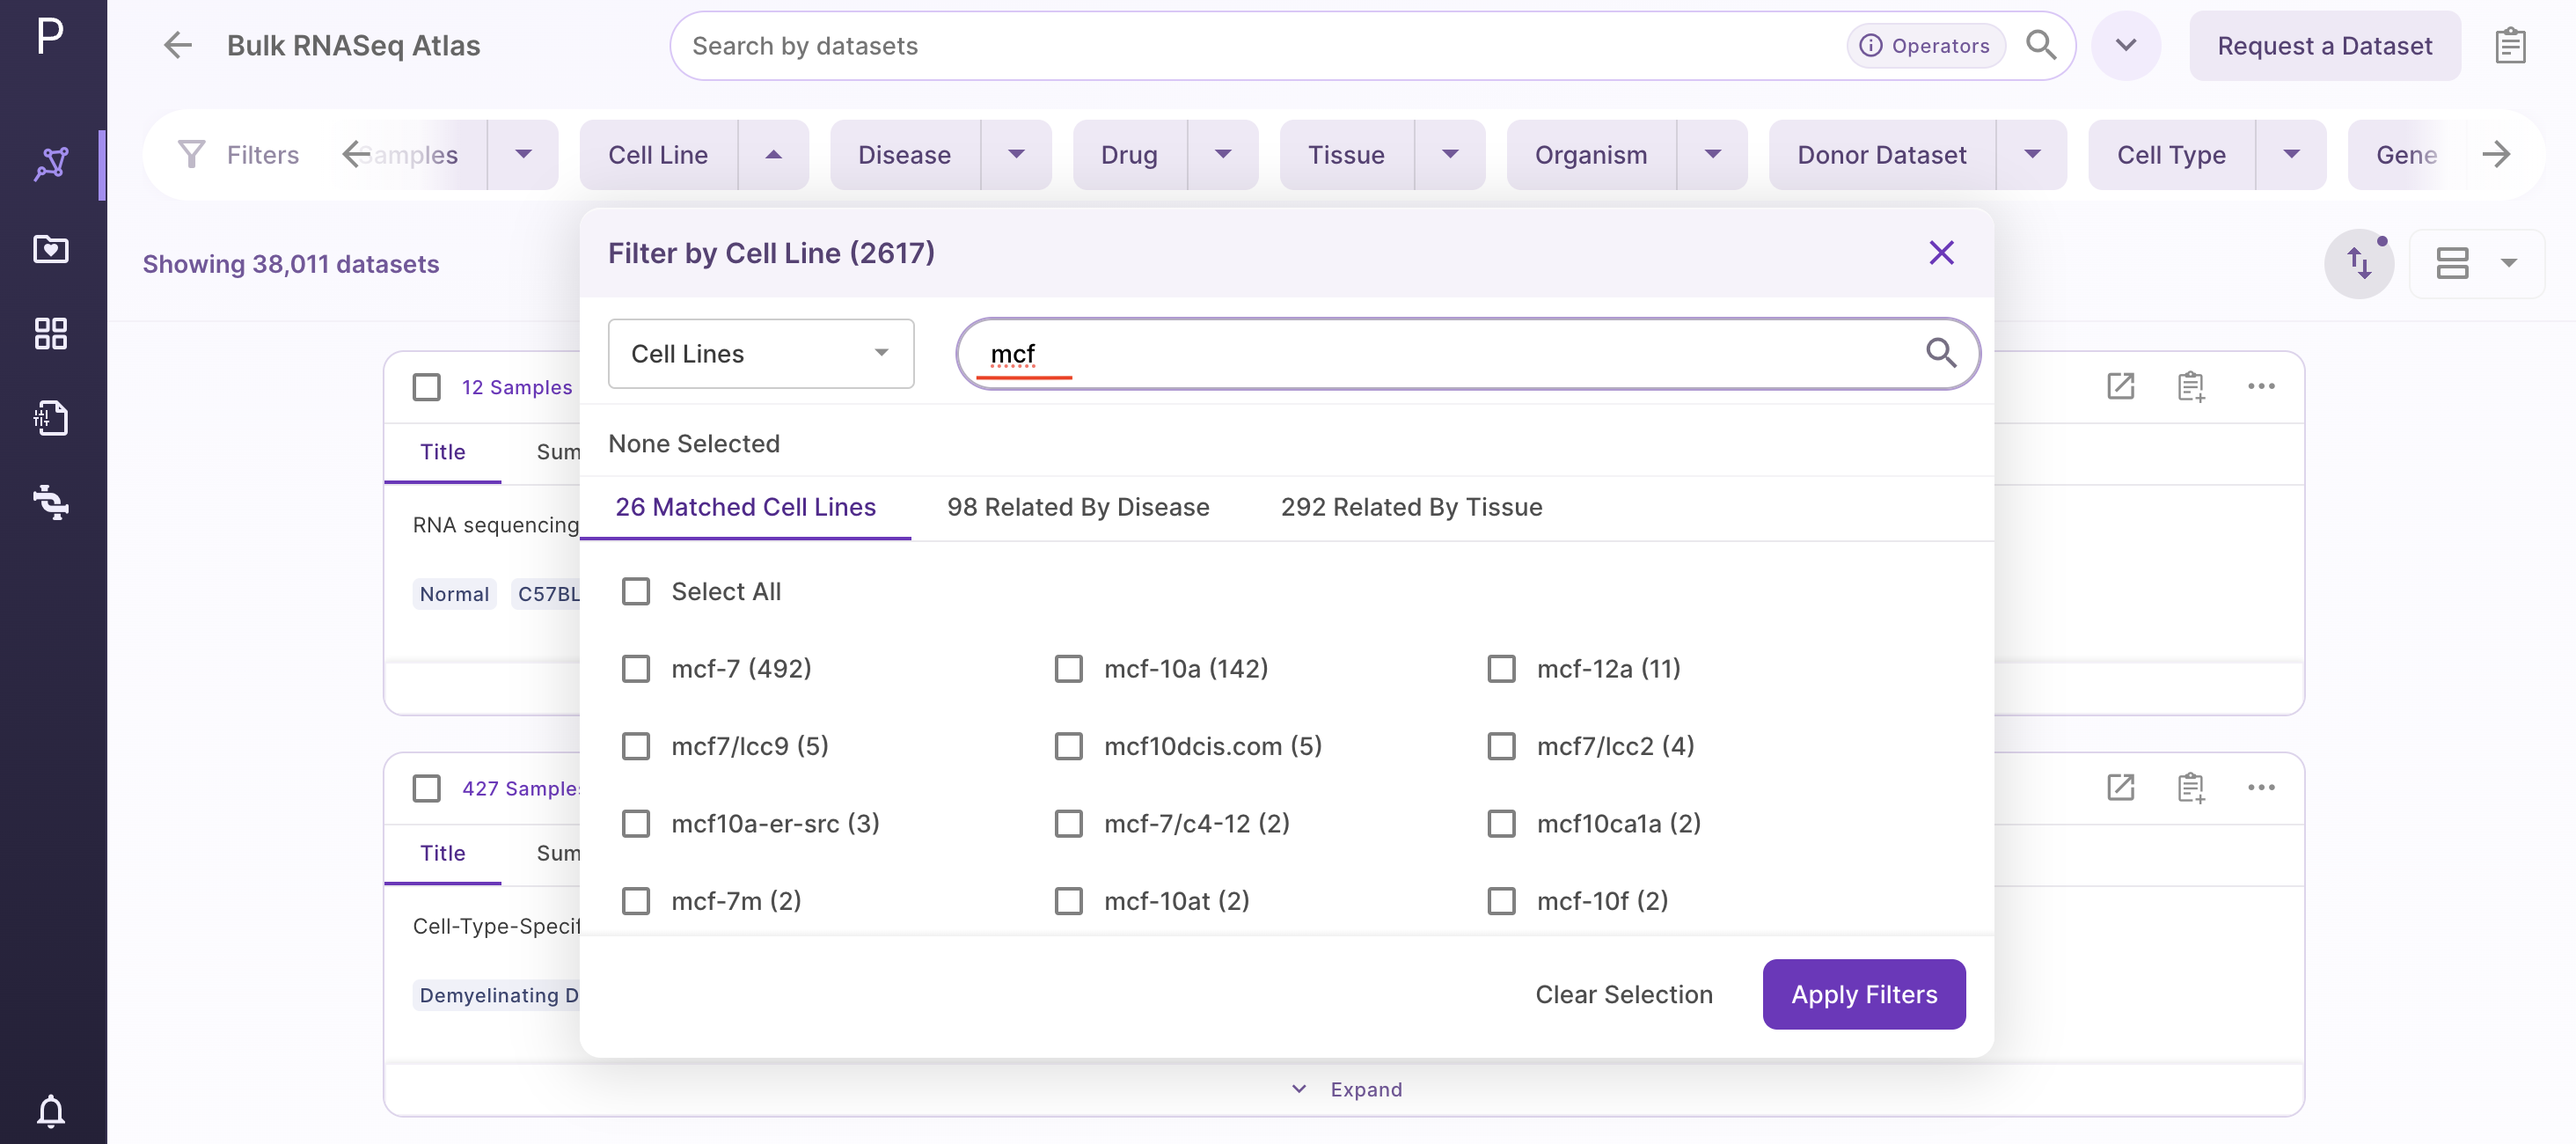 P
Bulk RNASeq Atlas
Search by datasets
Operators
Request a Dataset
Filters
Samples
Cell Line
Disease
Drug
Tissue
Organism
Donor Dataset
Cell Type
Gene
Showing 38,011 datasets
Filter by Cell Line (2617)
Cell Lines
mcf
None Selected
26 Matched Cell Lines
98 Related By Disease
292 Related By Tissue
Select All
mcf-7 (492)
mcf-10a (142)
mcf-12a (11)
mcf7/lcc9 (5)
mcf10dcis.com (5)
mcf7/lcc2 (4)
mcf10a-er-src (3)
mcf-7/c4-12 (2)
mcf10ca1a (2)
mcf-7m (2)
mcf-10at (2)
mcf-10f (2)
Clear Selection
Apply Filters
12 Samples
Title
Sum
RNA sequencing
Normal
C57BL
427 Samples
Title
Sum
Cell-Type-Specif
Demyelinating D
Expand